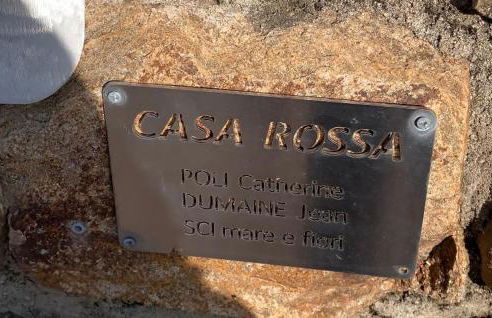 CASA ROSSA
POLI Catherine
DUMAINE Jean
SCI mare e fiori